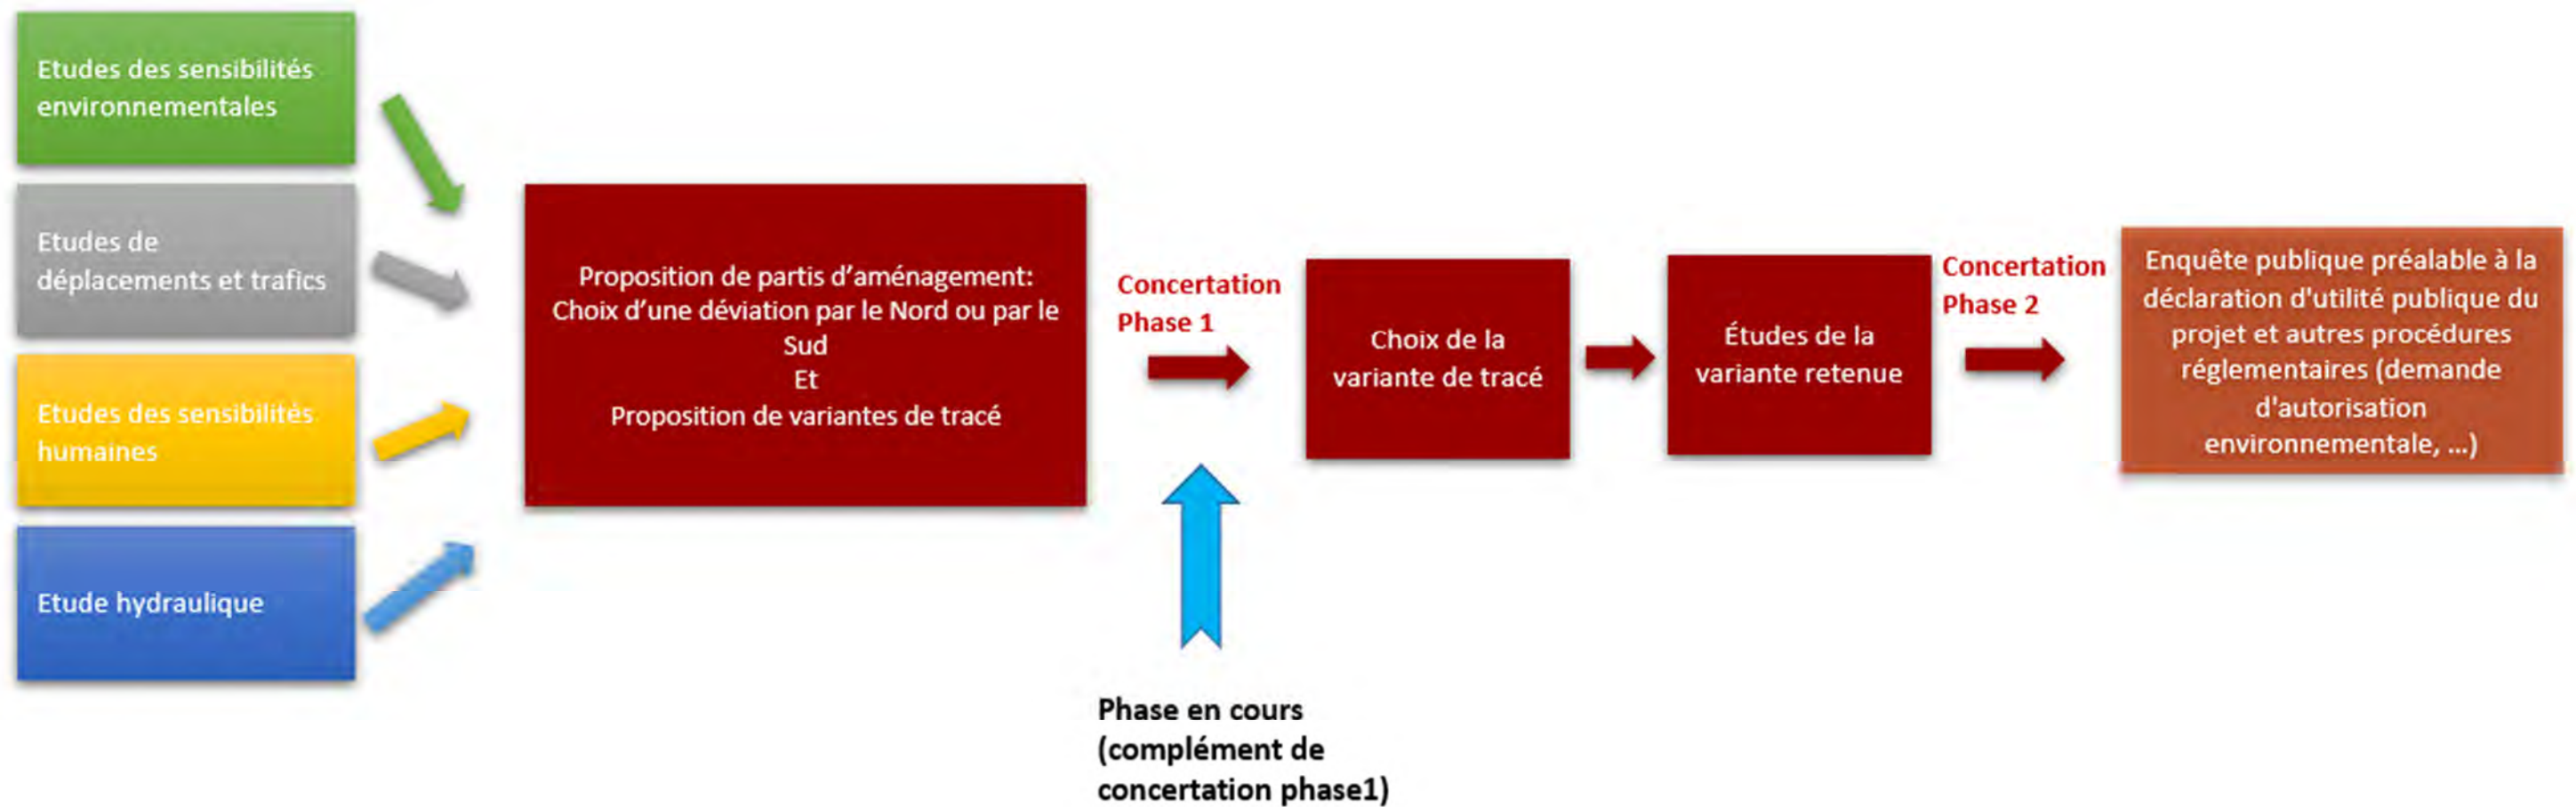 Etudes des sensibilités
environnementales
Etudes de
déplacements et trafics
Etudes des sensibilités
humaines
Etude hydraulique
Proposition de partis d'aménagement:
Choix d'une déviation par le Nord ou par le
Sud
Et
Proposition de variantes de tracé
Concertation
Phase 1
Phase en cours
(complément de
concertation phase1)
Choix de la
variante de tracé
Études de la
variante retenue
Concertation
Phase 2
Enquête publique préalable à la
déclaration d'utilité publique du
projet et autres procédures
réglementaires (demande
d'autorisation
environnementale, ...)